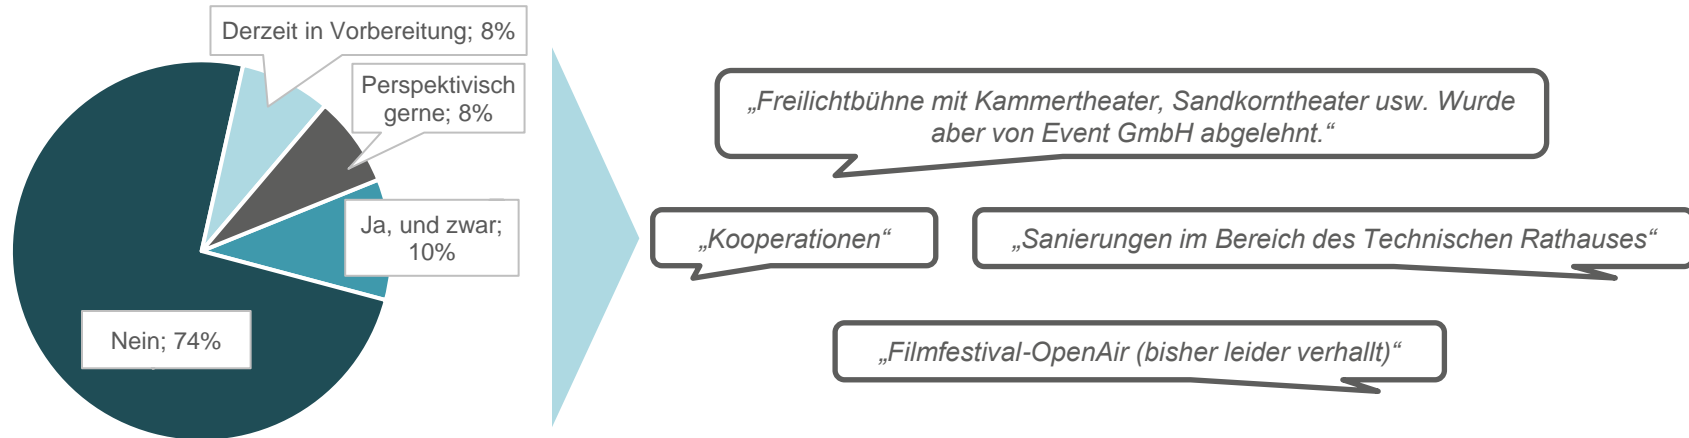 Derzeit in Vorbereitung; 8%
Perspektivisch
gerne; 8%
Ja, und zwar;
10%
Nein; 74%
„Freilichtbühne mit Kammertheater, Sandkorntheater usw. Wurde
aber von Event GmbH abgelehnt.“
„Kooperationen“
„Sanierungen im Bereich des Technischen Rathauses“
„Filmfestival-OpenAir (bisher leider verhallt)“